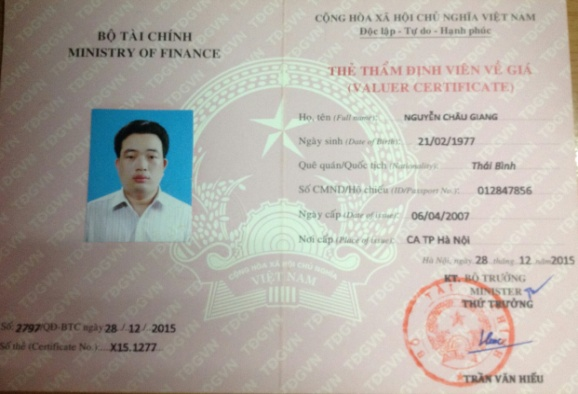 BỘ TÀI CHÍNH
MINISTRY OF FINANCE
Số: 2797/QĐ-BTC ngày 28 / 12 / 2015
Số thẻ (Certificate No.) X15.1277
CỘNG HÒA XÃ HỘI CHỦ NGHĨA VIỆT NAM
Độc lập - Tự do - Hạnh phúc
THẺ THẨM ĐỊNH VIÊN VỀ GIÁ
(VALUER CERTIFICATE)
Họ, tên (Full name): NGUYỄN CHÂU GIANG
Ngày sinh (Date of Birth): 21/02/1977
Quê quán/Quốc tịch (Nationality): Thái Bình
Số CMND/Hộ chiếu (ID/Passport No.): 012847856
Ngày cấp (Date of issue): 06/04/2007
Nơi cấp (Place of issue): CA TP Hà Nội
Hà Nội, ngày 28 tháng 12 năm 2015
KT. BỘ TRƯỞNG
MINISTER
THỨ TRƯỞNG
TRẦN VĂN HIẾU
CỘNG HÒA XÃ HỘI CHỦ NGHĨA
VIỆT NAM
TDGVN